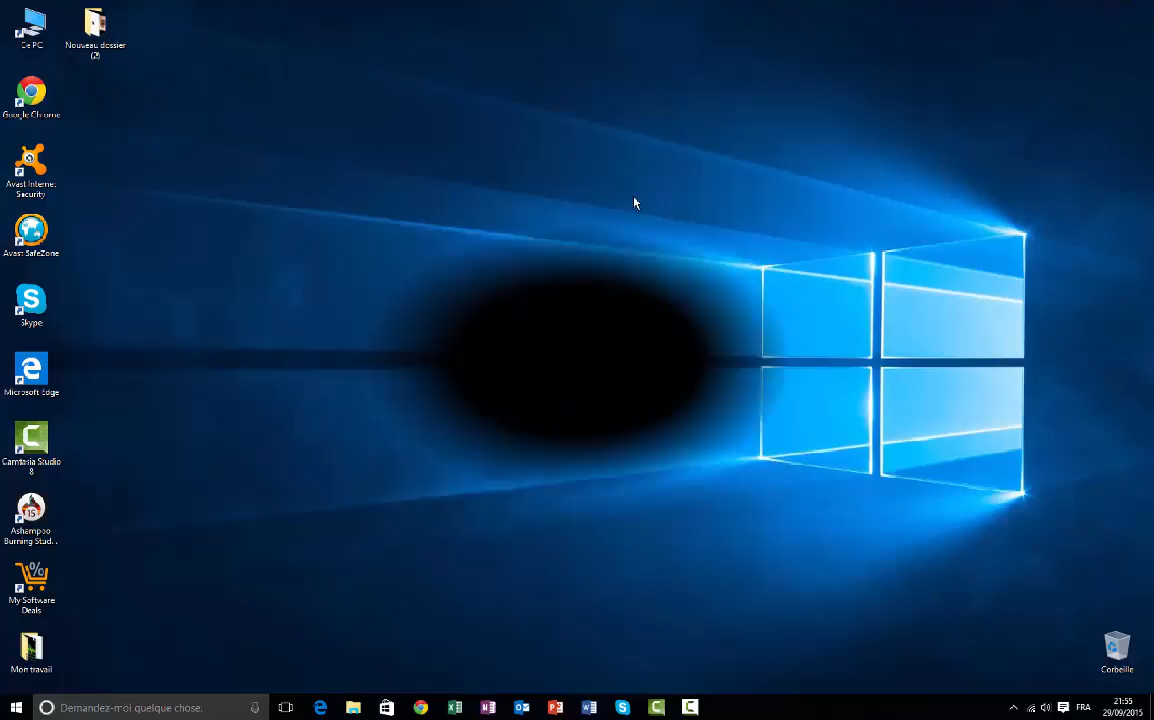 Ce PC
Nouveau dossier
(2)
Google Chrome
Avast Internet
Security
Avast SafeZone
Skype
Microsoft Edge
Camtasia Studio
8
15
Ashampoo
Burning Stud...
My Software
Deals
Mon travail
Corbeille
Demandez-moi quelque chose.
FRA
21:55
29/09/2015